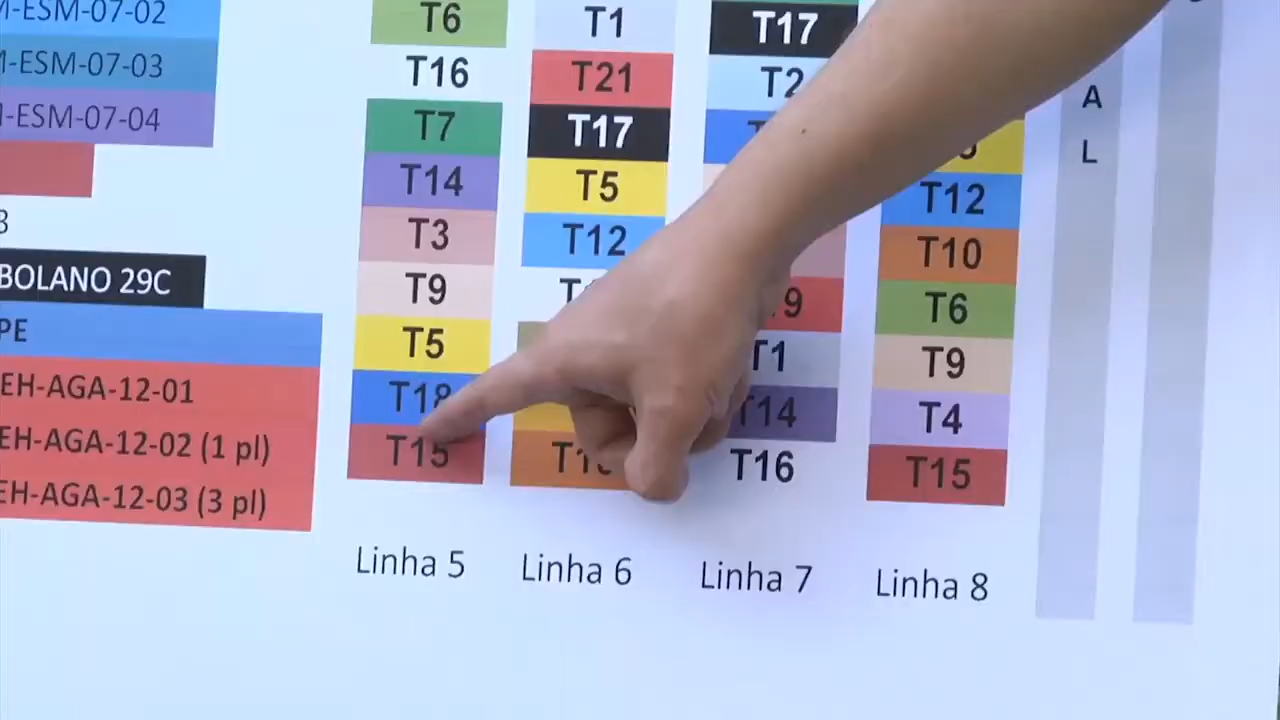 M-ESM-07-02
M-ESM-07-03
M-ESM-07-04
BOLANO 29C
PE
EH-AGA-12-01
EH-AGA-12-02 (1 pl)
EH-AGA-12-03 (3 pl)
T6
T16
T7
T14
T3
T9
T5
T18
T15
Linha 5
T1
T21
T17
T5
T12
Linha 6
T17
T2
T1
T14
T16
Linha 7
T12
T10
T6
T9
T4
T15
Linha 8
A
L